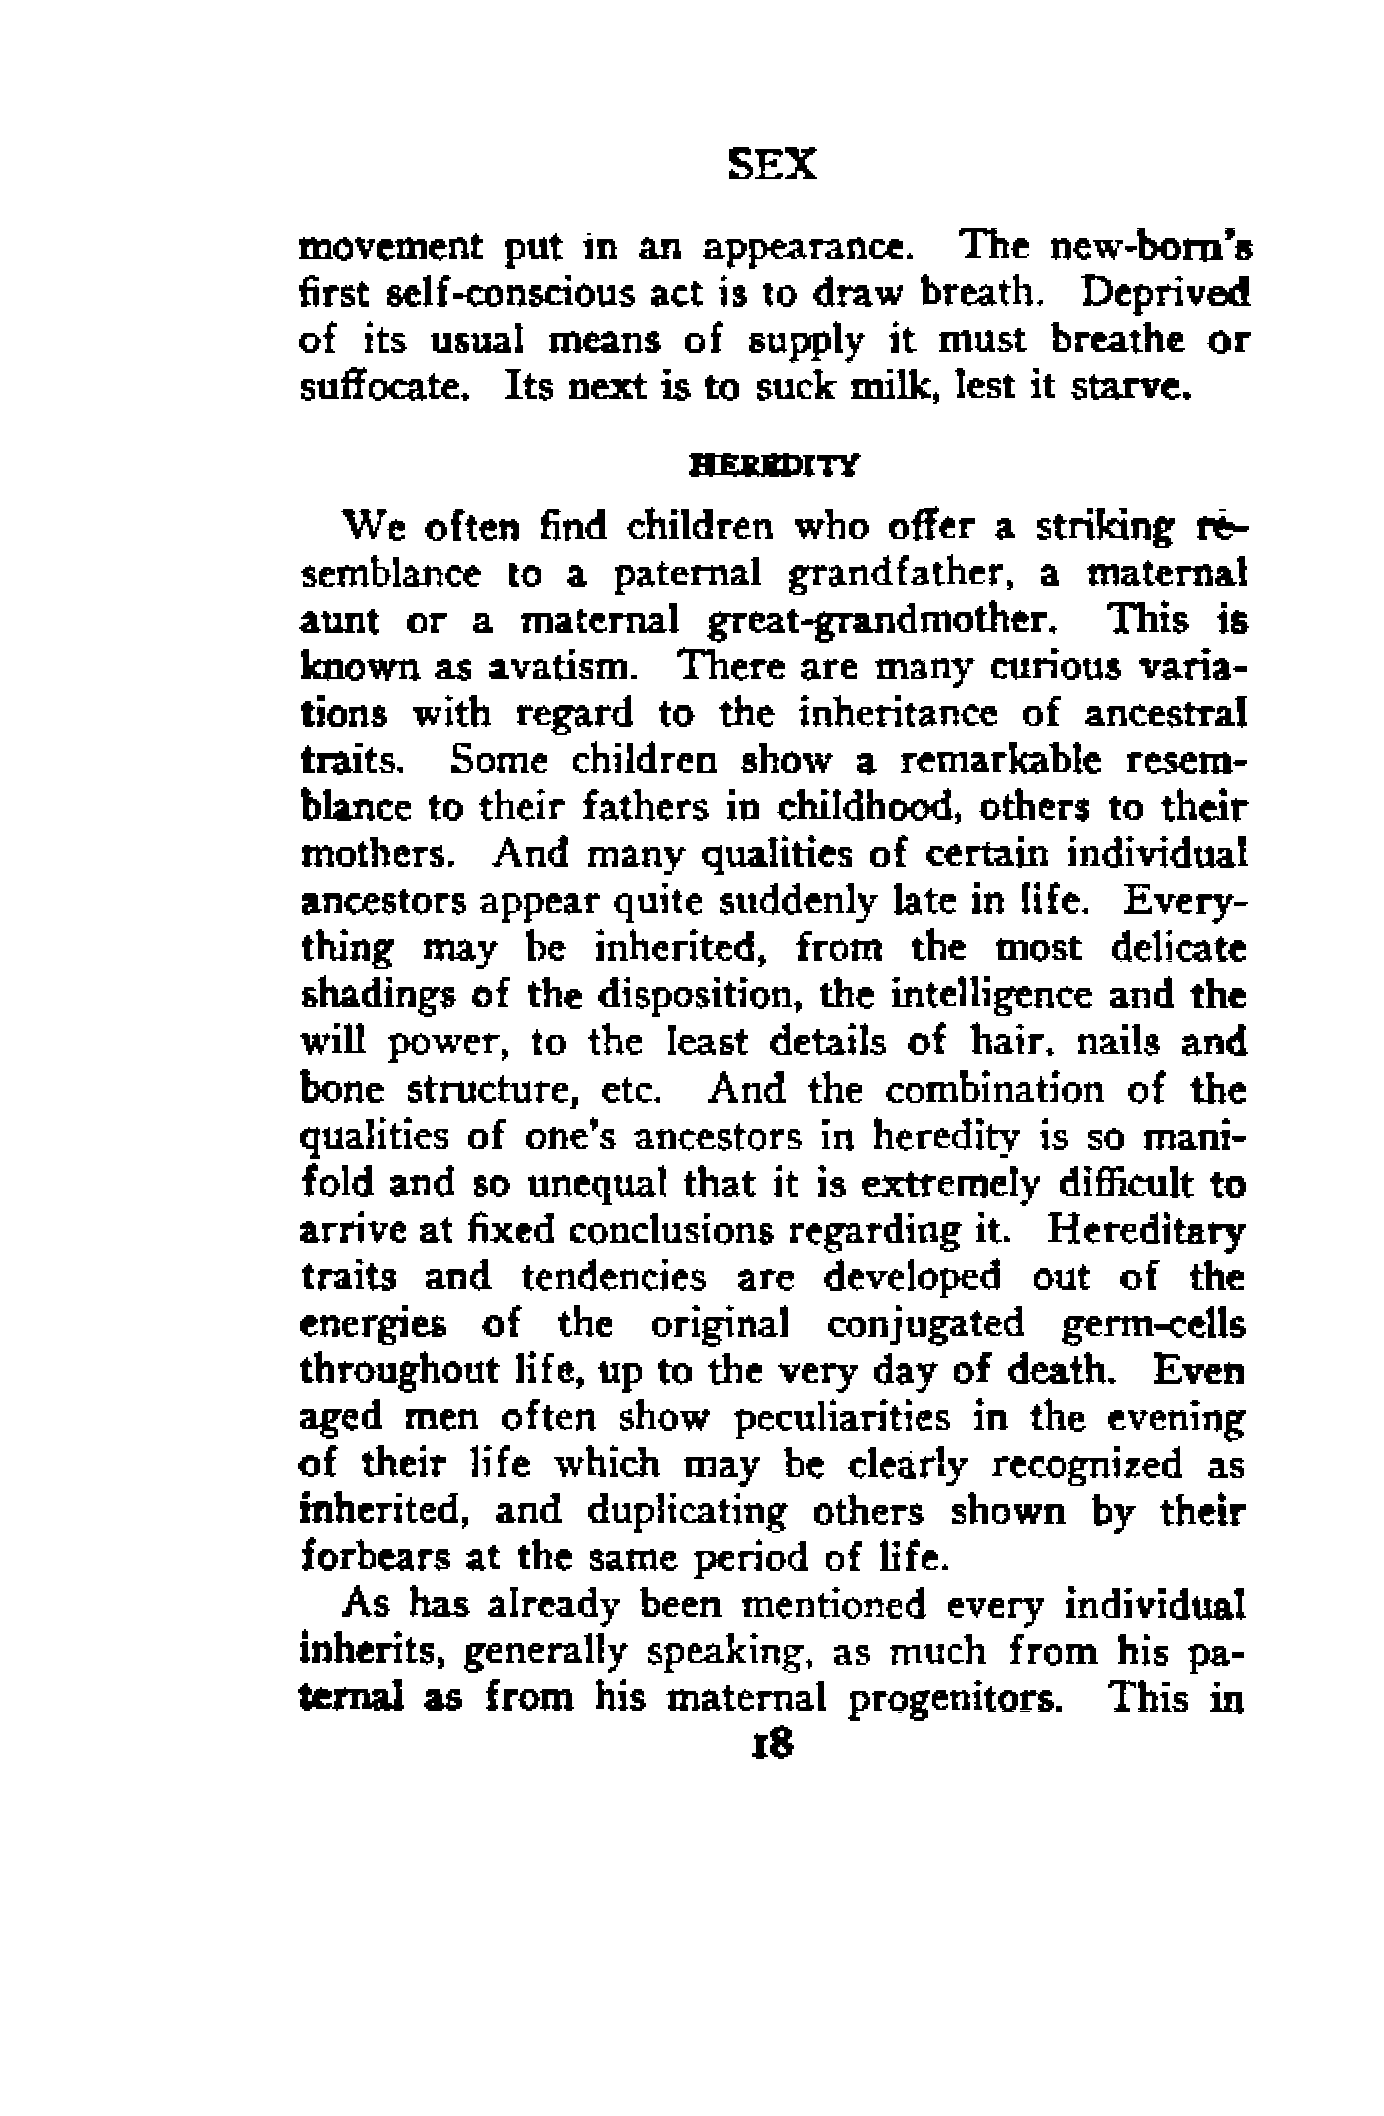 SEX
movement put in an appearance. The new-born's
first self-conscious act is to draw breath. Deprived
of its usual means of supply it must breathe or
suffocate. Its next is to suck milk, lest it starve.
HEREDITY
We often find children who offer a striking re-
semblance to a paternal grandfather, a maternal
aunt or a maternal great-grandmother. This is
known as avatism. There are many curious varia-
tions with regard to the inheritance of ancestral
traits. Some children show a remarkable resem-
blance to their fathers in childhood, others to their
mothers. And many qualities of certain individual
ancestors appear quite suddenly late in life. Every-
thing may be inherited, from the most delicate
shadings of the disposition, the intelligence and the
will power, to the least details of hair, nails and
bone structure, etc. And the combination of the
qualities of one's ancestors in heredity is so mani-
fold and so unequal that it is extremely difficult to
arrive at fixed conclusions regarding it. Hereditary
traits and tendencies are developed out of the
energies of the original conjugated germ-cells
throughout life, up to the very day of death. Even
aged men often show peculiarities in the evening
of their life which may be clearly recognized as
inherited, and duplicating others shown by their
forbears at the same period of life.
As has already been mentioned every individual
inherits, generally speaking, as much from his pa-
ternal as from his maternal progenitors. This in
18